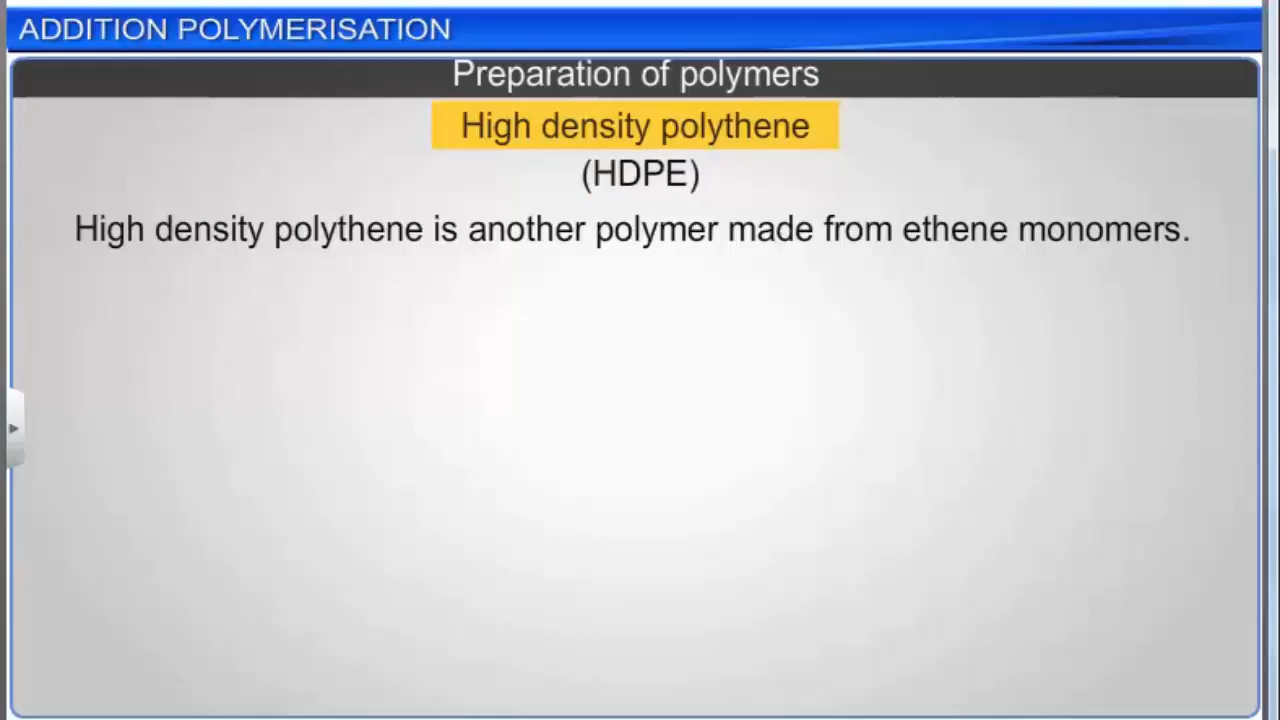 ADDITION POLYMERISATION
Preparation of polymers
High density polythene
(HDPE)
High density polythene is another polymer made from ethene monomers.